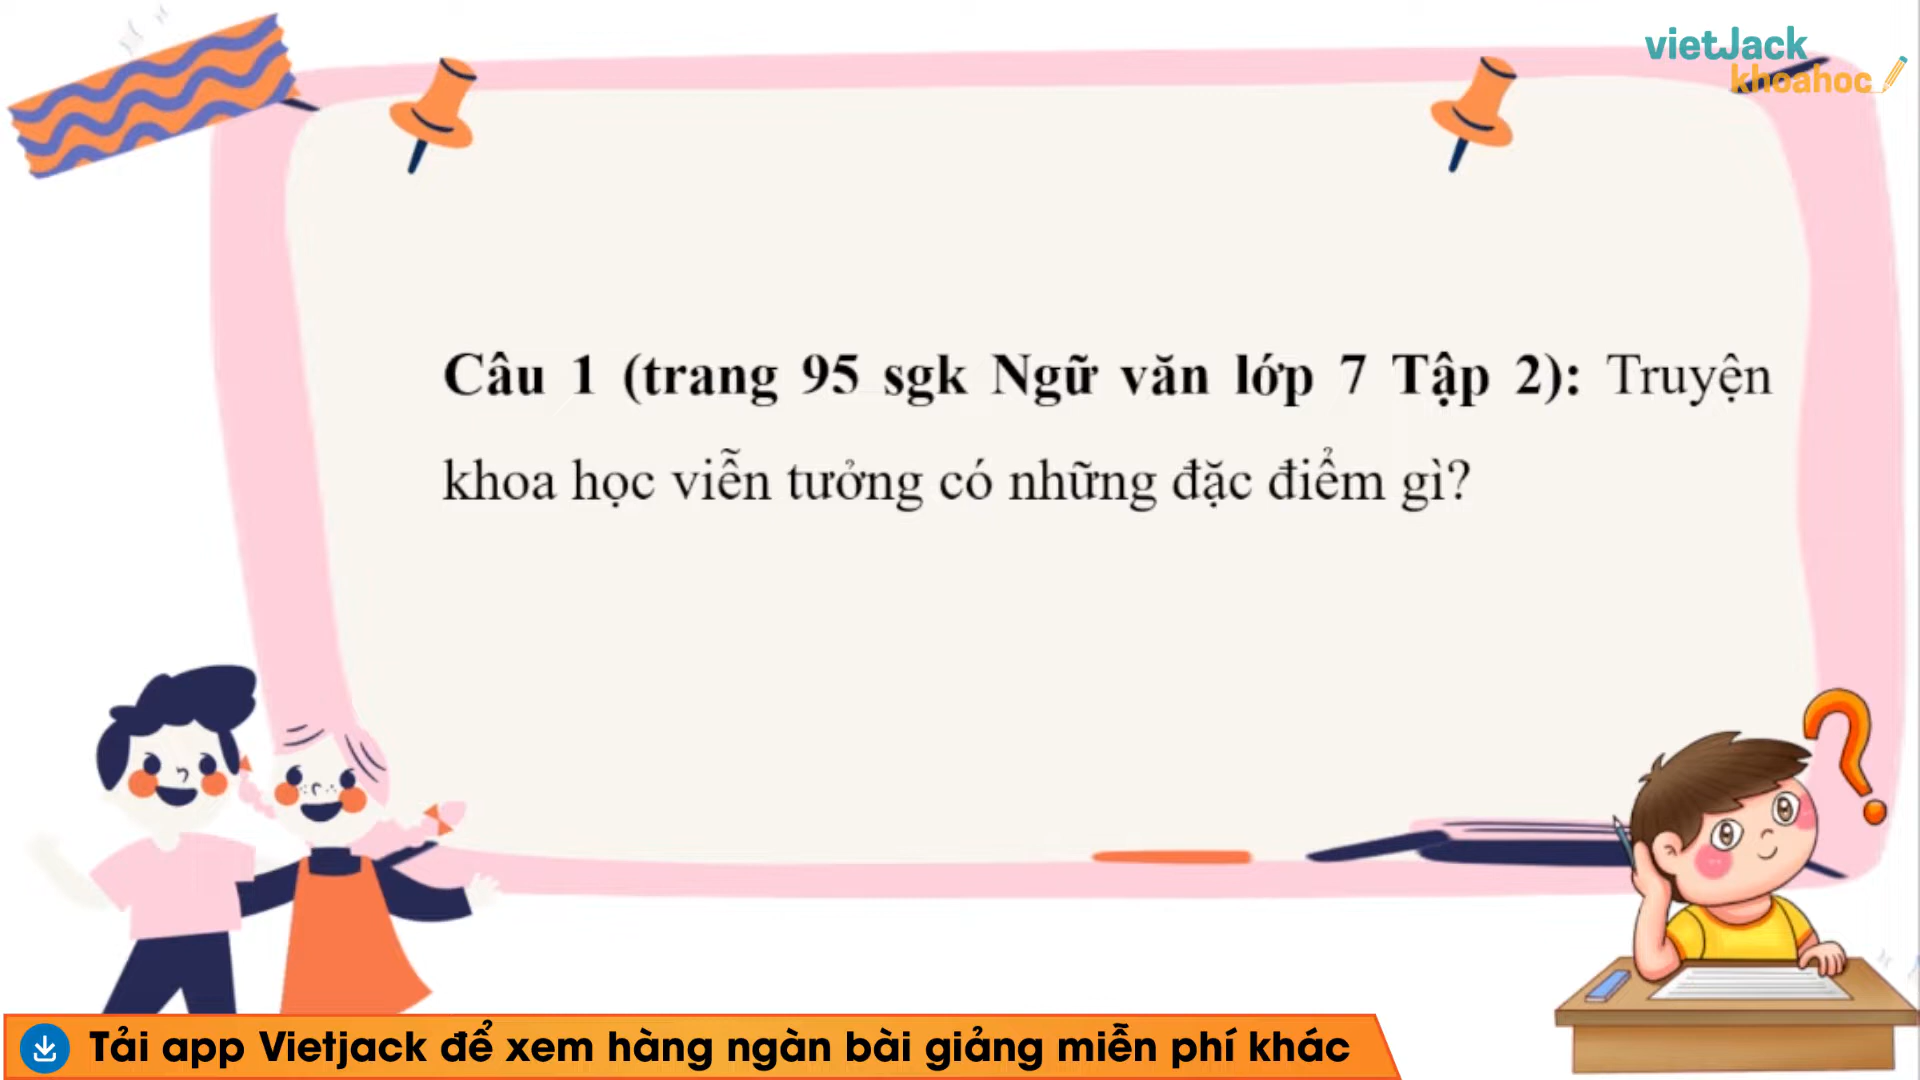 vietJack
khoahoc
Câu 1 (trang 95 sgk Ngữ văn lớp 7 Tập 2): Truyện
khoa học viễn tưởng có những đặc điểm gì?
Tải app Vietjack để xem hàng ngàn bài giảng miễn phí khác